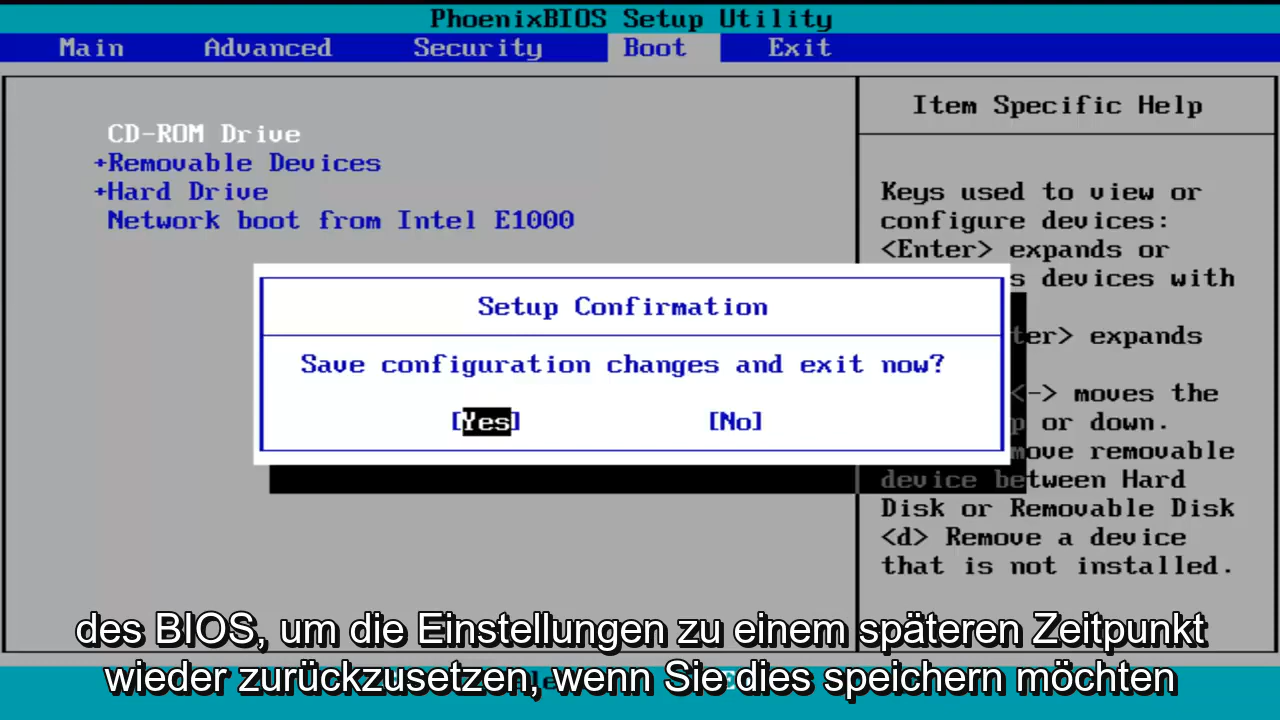 PhoenixBIOS Setup Utility
Main Advanced Security Boot Exit
CD-ROM Drive
+Removable Devices
+Hard Drive
Network boot from Intel E1000
Setup Confirmation
Save configuration changes and exit now?
[Yes] [No]
Item Specific Help
Keys used to view or
configure devices:
<Enter> expands or
s devices with
ter> expands
<-> moves the
p or down.
move removable
device between Hard
Disk or Removable Disk
<d> Remove a device
that is not installed.
des BIOS, um die Einstellungen zu einem späteren Zeitpunkt
wieder zurückzusetzen, wenn Sie dies speichern möchten